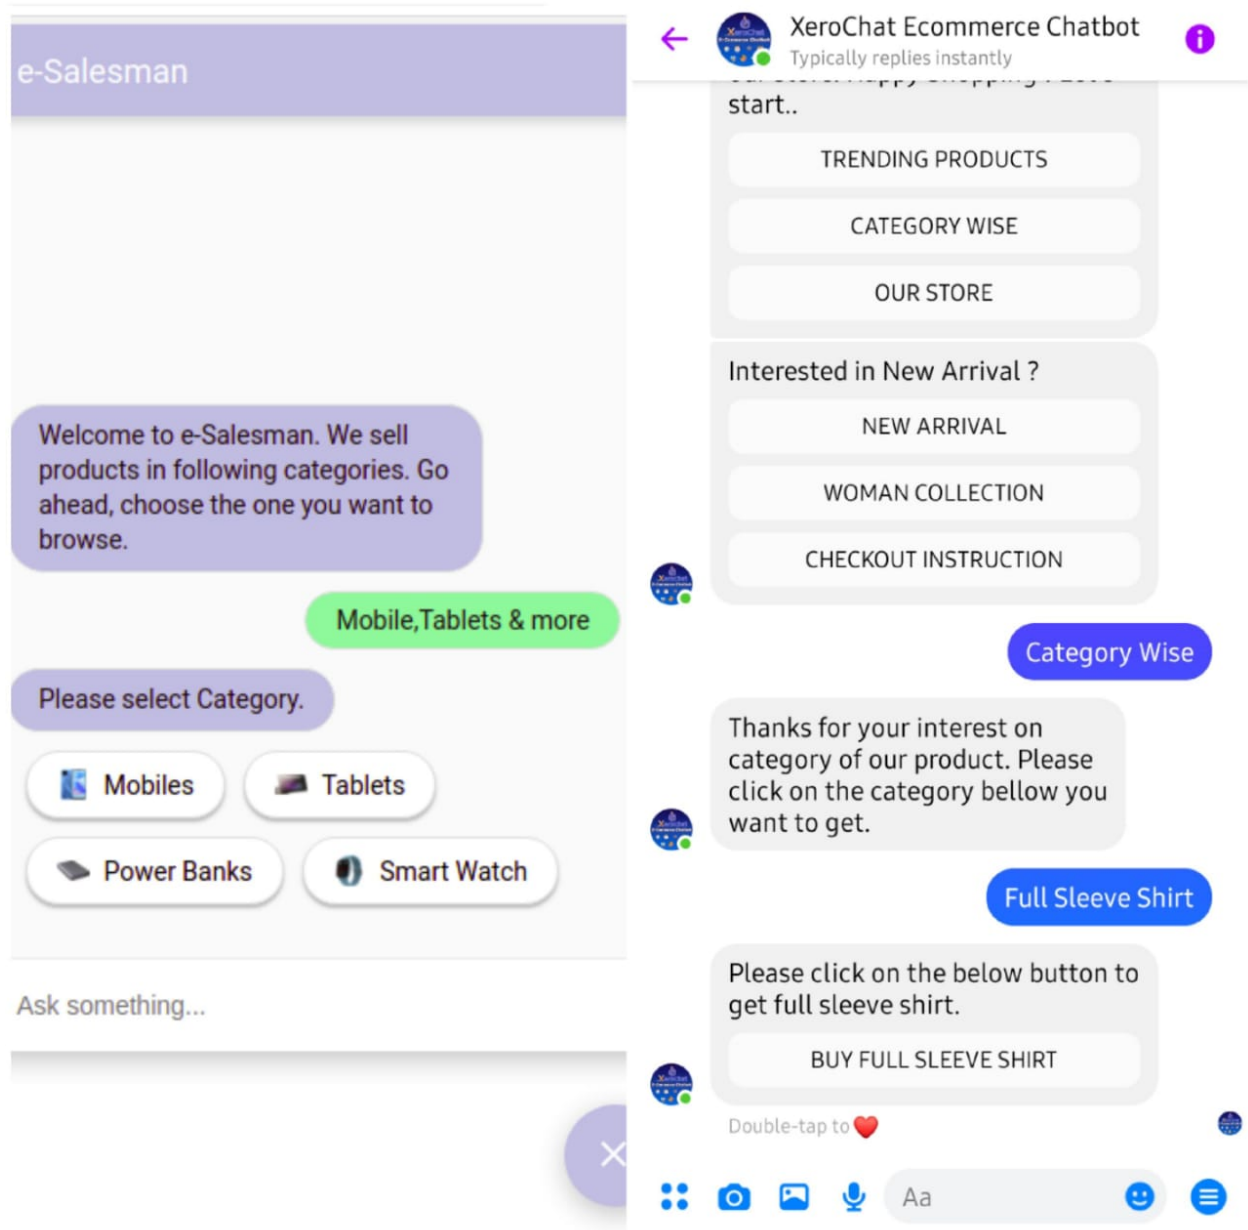 e-Salesman
Welcome to e-Salesman. We sell
products in following categories. Go
ahead, choose the one you want to
browse.
Mobile,Tablets & more
Please select Category.
Mobiles
Tablets
Power Banks
Smart Watch
Ask something...
XeroChat Ecommerce Chatbot
Typically replies instantly
start..
TRENDING PRODUCTS
CATEGORY WISE
OUR STORE
Interested in New Arrival ?
NEW ARRIVAL
WOMAN COLLECTION
CHECKOUT INSTRUCTION
Category Wise
Thanks for your interest on
category of our product. Please
click on the category bellow you
want to get.
Full Sleeve Shirt
Please click on the below button to
get full sleeve shirt.
BUY FULL SLEEVE SHIRT
Double-tap to
Aa